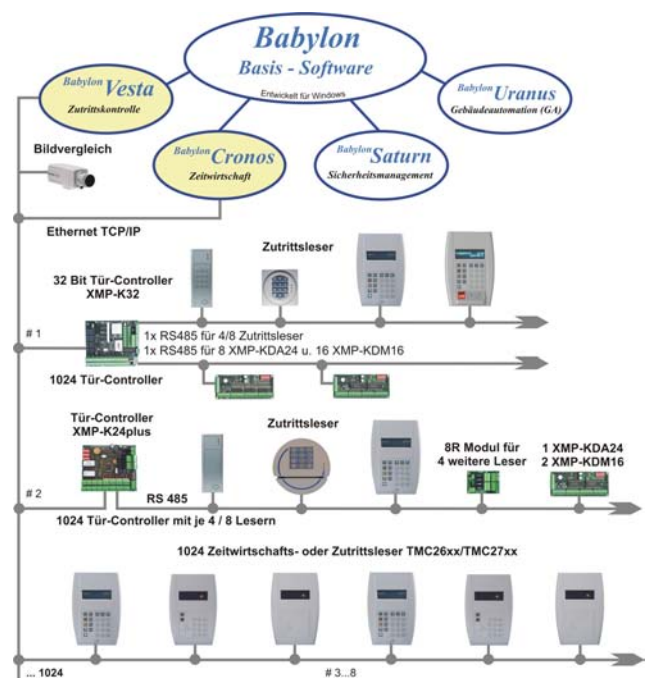 Babylon
Basis - Software
Entwickelt für Windows
Babylon Vesta
Zutrittskontrolle
Babylon Uranus
Gebäudeautomation (GA)
Bildvergleich
Babylon Cronos
Zeitwirtschaft
Babylon Saturn
Sicherheitsmanagement
Ethernet TCP/IP
Zutrittsleser
32 Bit Tür-Controller
XMP-K32
# 1
1x RS485 für 4/8 Zutrittsleser
1x RS485 für 8 XMP-KDA24 u. 16 XMP-KDM16
1024 Tür-Controller
Tür-Controller
XMP-K24plus
Zutrittsleser
8R Modul für
4 weitere Leser
1 XMP-KDA24
2 XMP-KDM16
RS 485
# 2
1024 Tür-Controller mit je 4 / 8 Lesern
1024 Zeitwirtschafts- oder Zutrittsleser TMC26xx/TMC27xx
... 1024
# 3...8